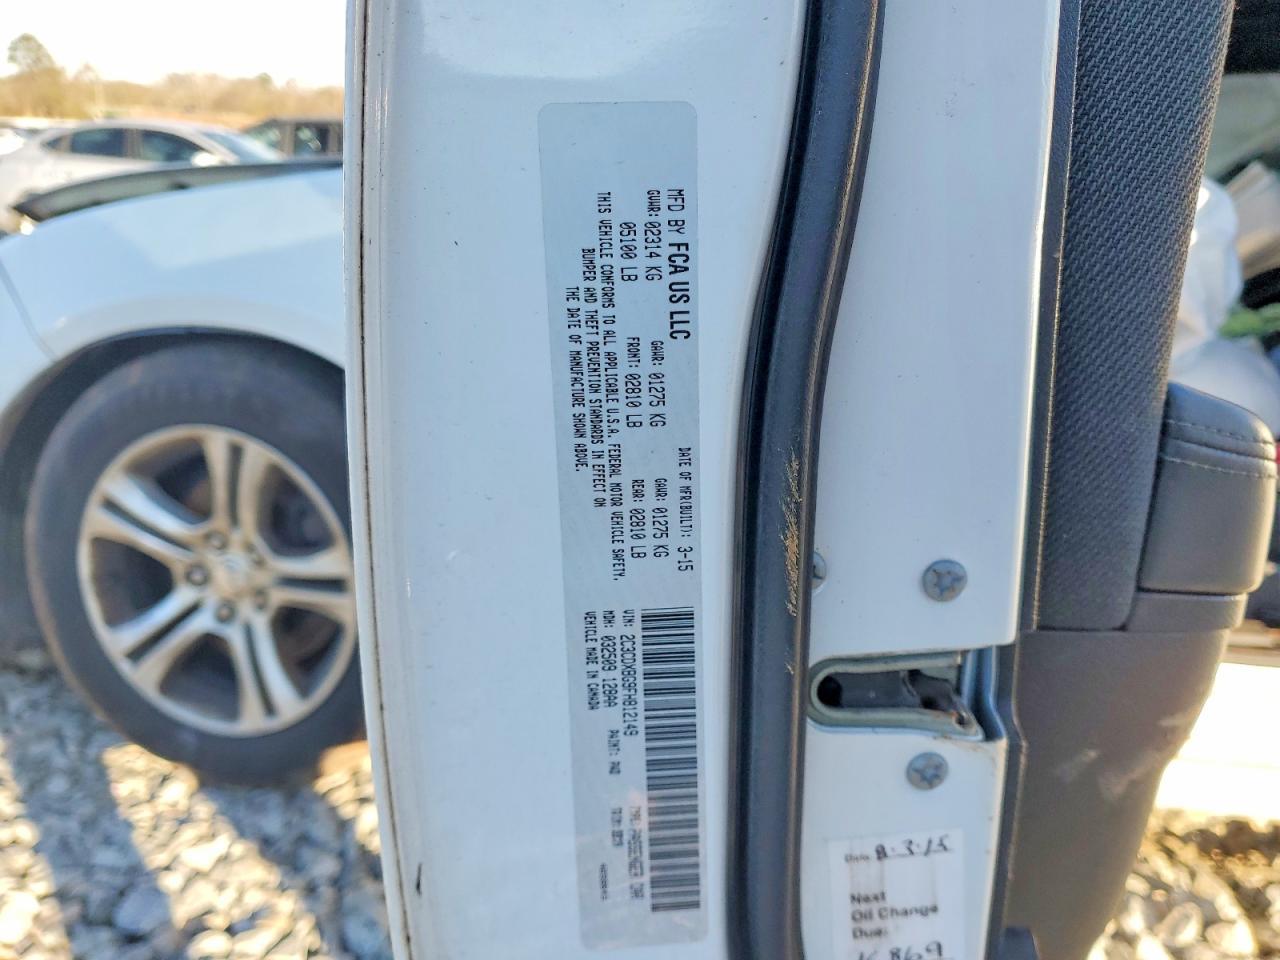 MFD BY FCA US LLC
DATE OF MFR(BUILT): 3-15
GVWR: 02314 KG GAWR: 01275 KG GAWR: 01275 KG
05100 LB FRONT: 02810 LB REAR: 02810 LB
THIS VEHICLE CONFORMS TO ALL APPLICABLE U.S.A. FEDERAL MOTOR VEHICLE SAFETY,
BUMPER AND THEFT PREVENTION STANDARDS IN EFFECT ON
THE DATE OF MANUFACTURE SHOWN ABOVE.
VIN: 2C3CDXBG9FH812149 TYPE: PASSENGER CAR
MDH: 032509 128AA PAINT: PW7 TRIM:
VEHICLE MADE IN CANADA
Date 8-3-15
Next
Oil Change
Due: